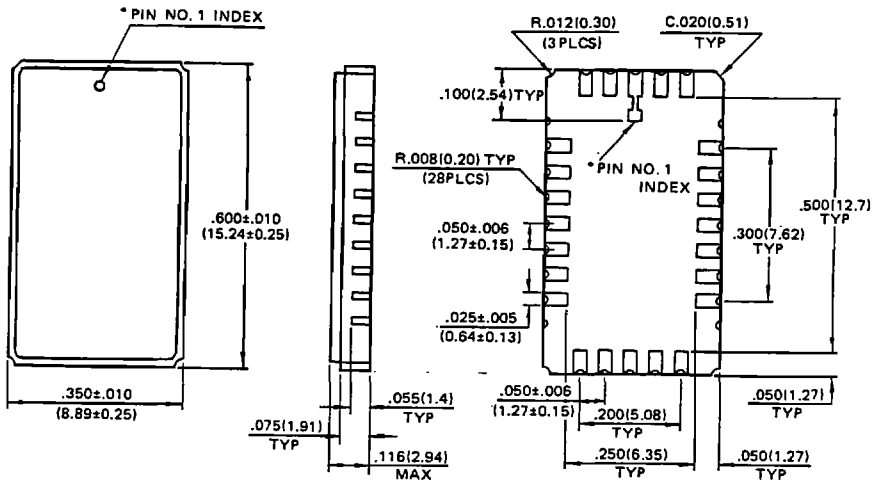 *PIN NO. 1 INDEX
R.012(0.30)
(3 PLCS)
C.020(0.51)
TYP
.100(2.54)TYP
R.008(0.20) TYP
(28PLCS)
*PIN NO. 1
INDEX
.600±.010
(15.24±0.25)
.050±.006
(1.27±0.15)
.300(7.62)
TYP
.500(12.7)
TYP
.025±.005
(0.64±0.13)
.350±.010
(8.89±0.25)
.055(1.4)
TYP
.075(1.91)
TYP
.116(2.94)
MAX
.050±.006
(1.27±0.15)
.200(5.08)
TYP
.050(1.27)
TYP
.250(6.35)
TYP
.050(1.27)
TYP